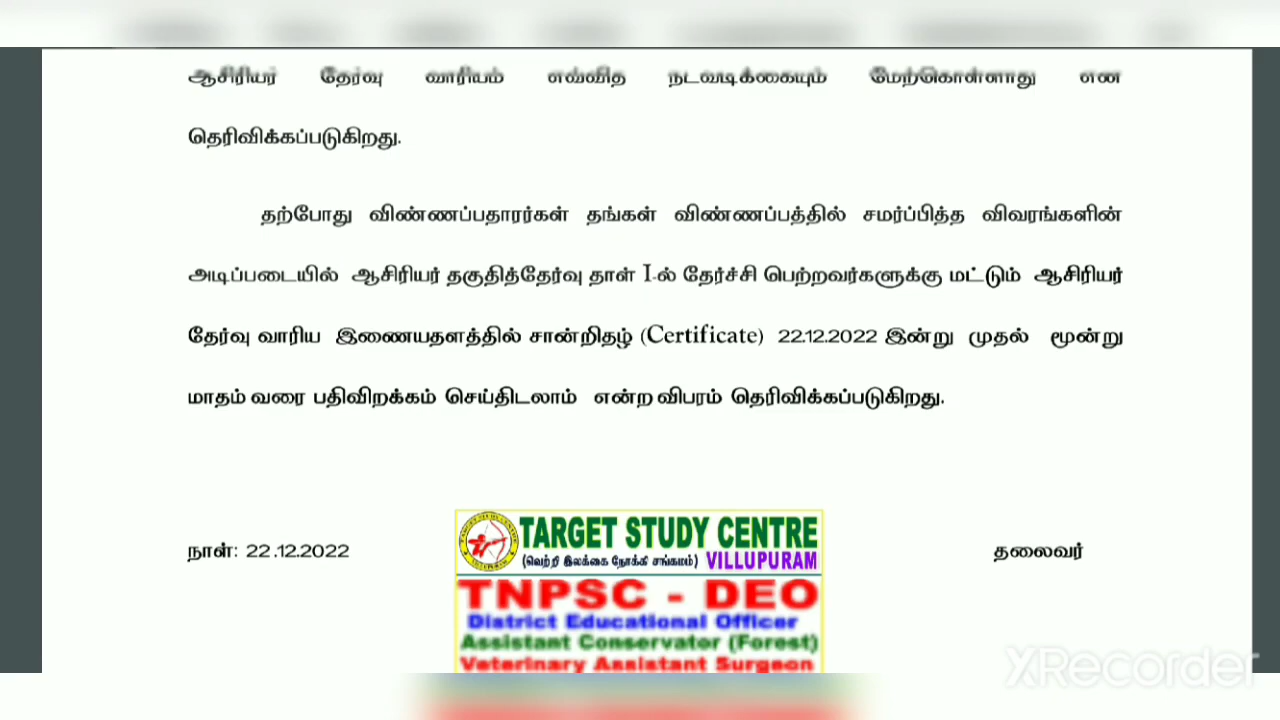 ஆசிரியர் தேர்வு வாரியம் எவ்வித நடவடிக்கையும் மேற்கொள்ளாது என
தெரிவிக்கப்படுகிறது.
தற்போது விண்ணப்பதாரர்கள் தங்கள் விண்ணப்பத்தில் சமர்ப்பித்த விவரங்களின்
அடிப்படையில் ஆசிரியர் தகுதித்தேர்வு தாள் I-ல் தேர்ச்சி பெற்றவர்களுக்கு மட்டும் ஆசிரியர்
தேர்வு வாரிய இணையதளத்தில் சான்றிதழ் (Certificate) 22.12.2022 இன்று முதல் மூன்று
மாதம் வரை பதிவிறக்கம் செய்திடலாம் என்ற விபரம் தெரிவிக்கப்படுகிறது.
நாள்: 22.12.2022 தலைவர்
TARGET STUDY CENTRE
(வெற்றி இலக்கை நோக்கி சங்கமம்) VILLUPURAM
TNPSC - DEO
District Educational Officer
Assistant Conservator (Forest)
Veterinary Assistant Surgeon
XRecorder